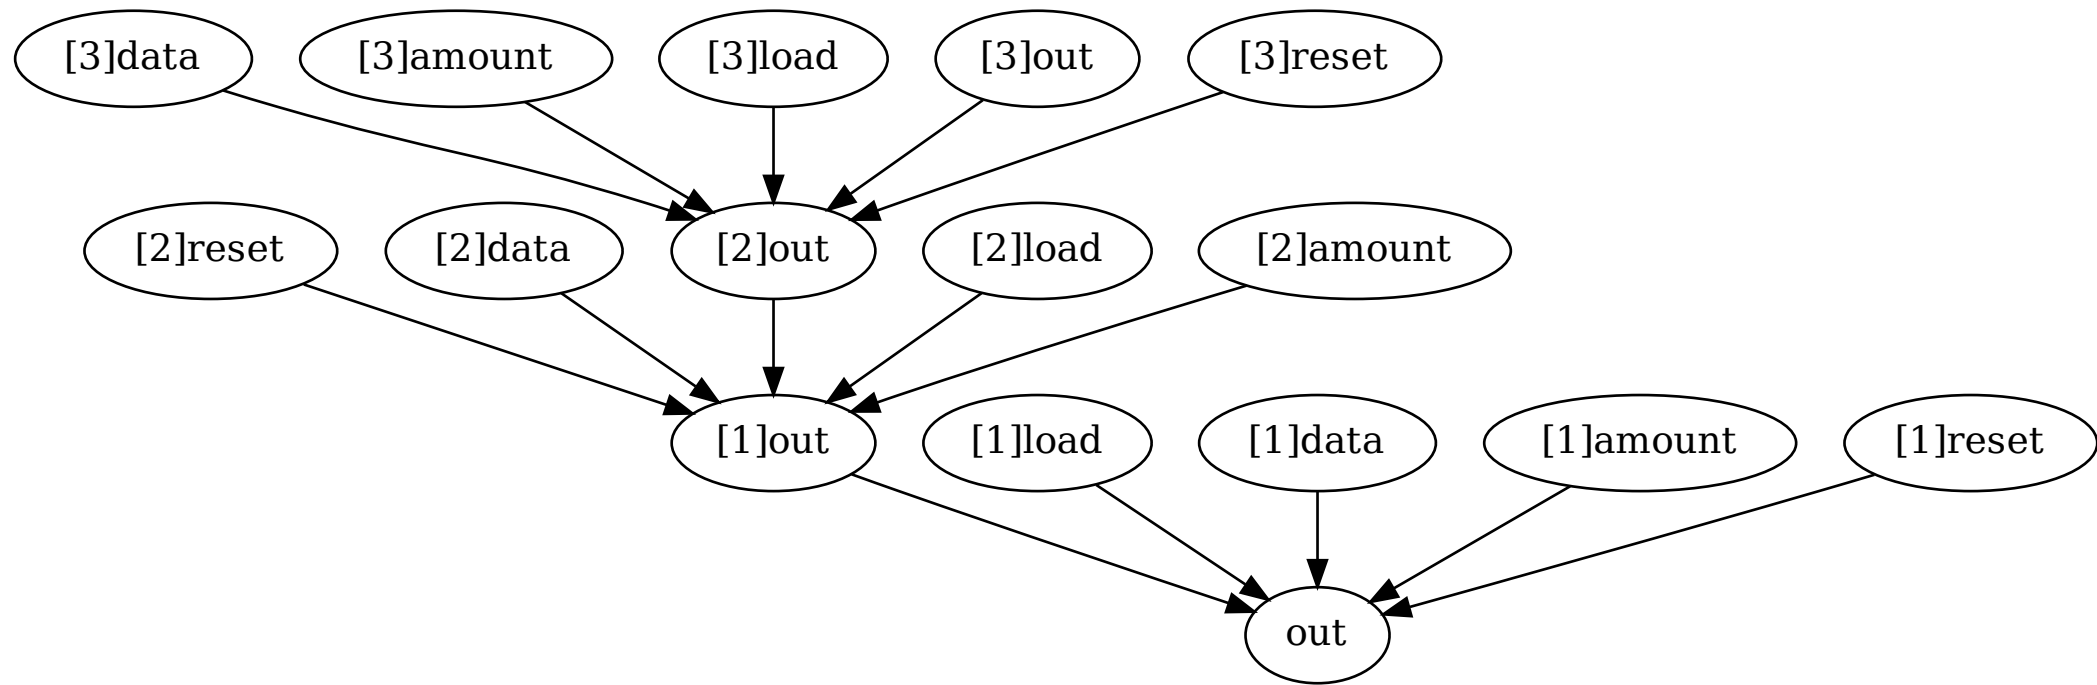 [3]data [3]amount [3]load [3]out [3]reset
[2]reset [2]data [2]out [2]load [2]amount
[1]out [1]load [1]data [1]amount [1]reset
out